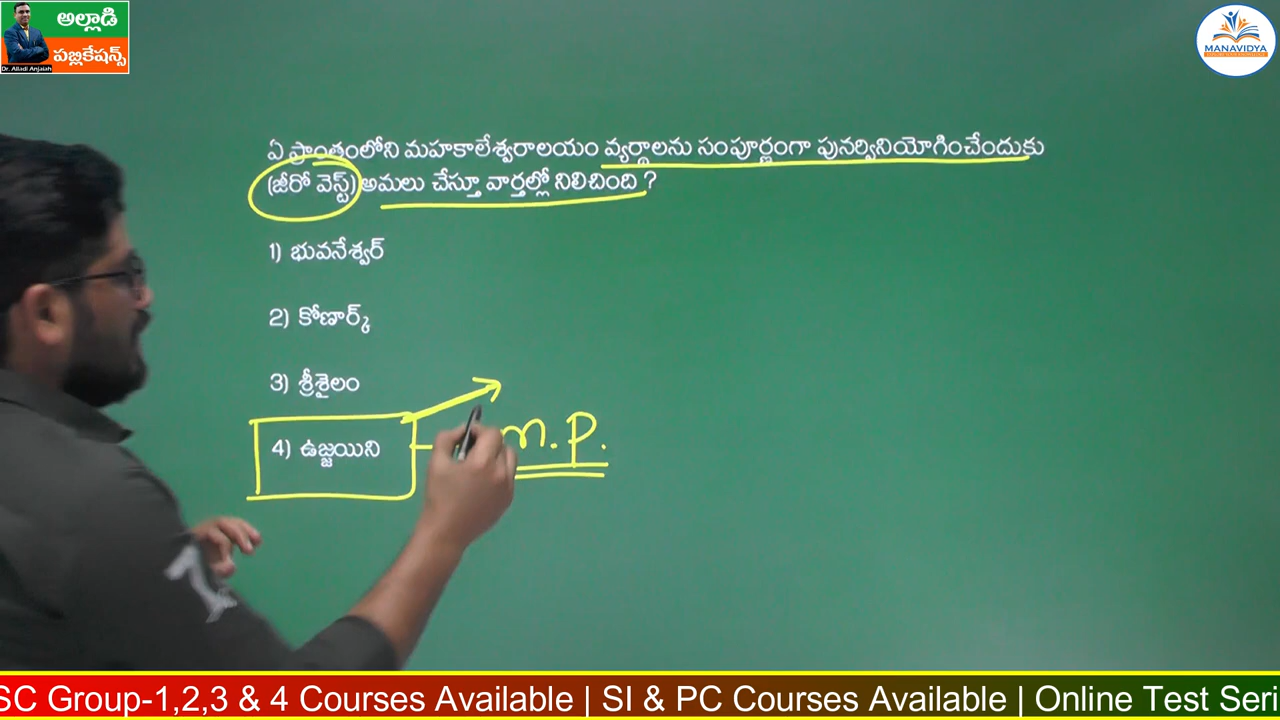 అల్లాడి
పబ్లికేషన్స్
Dr. Alladi Anjaiah
MANAVIDYA
ఏ ప్రాంతంలోని మహకాలేశ్వరాలయం వ్యర్థాలను సంపూర్ణంగా పునర్వినియోగించేందుకు
(జీరో వెస్ట్) అమలు చేస్తూ వార్తల్లో నిలిచింది ?
1) భువనేశ్వర్
2) కోణార్క్
3) శ్రీశైలం
4) ఉజ్జయిని
m.p.
SC Group-1,2,3 & 4 Courses Available | SI & PC Courses Available | Online Test Seri